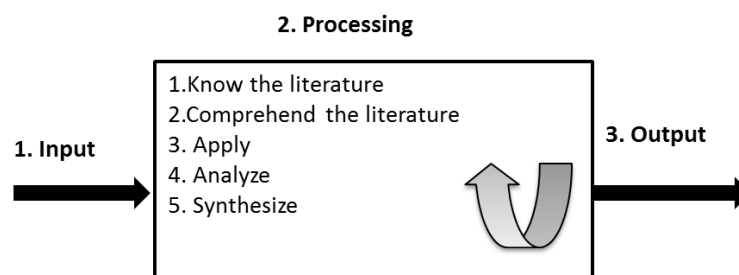 2. Processing
1.Know the literature
2.Comprehend the literature
3. Apply
4. Analyze
5. Synthesize
1. Input
3. Output